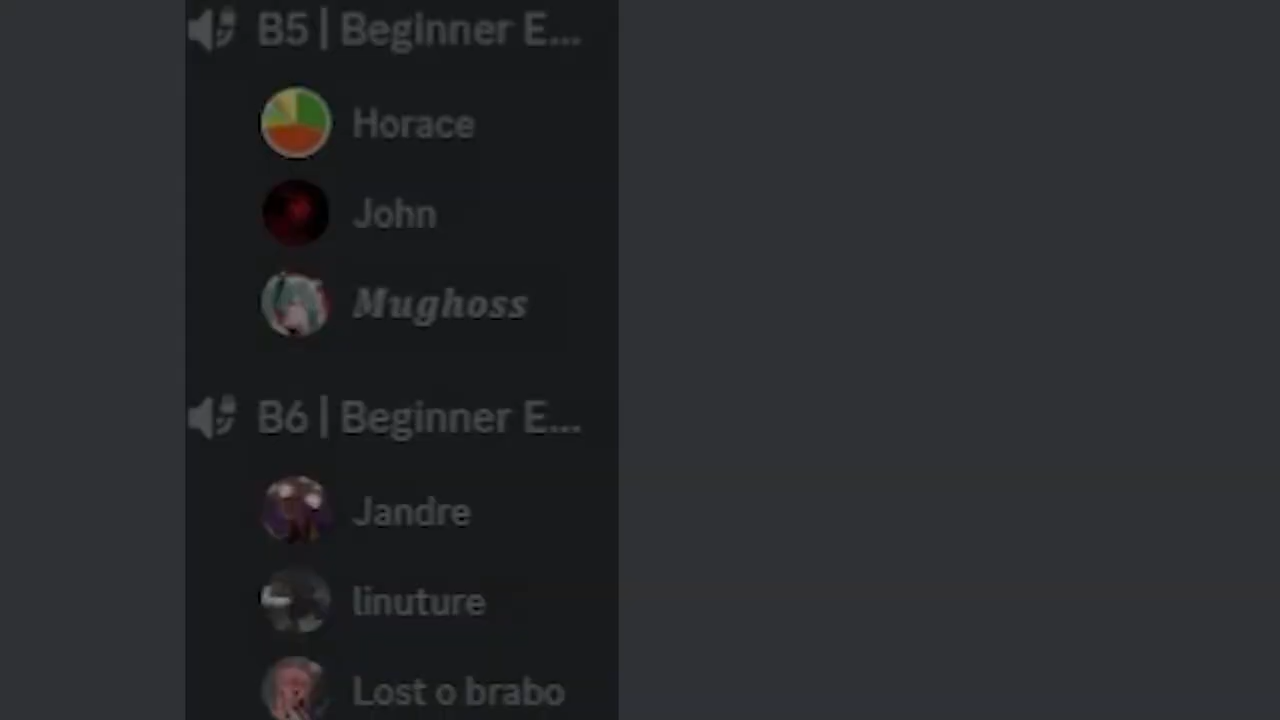 B5 | Beginner E...
Horace
John
Mughoss
B6 | Beginner E...
Jandre
linuture
Lost o brabo